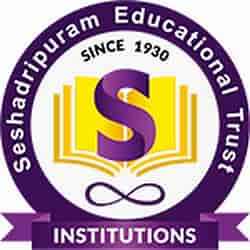 Seshadripuram Educational Trust
SINCE 1930
S
INSTITUTIONS